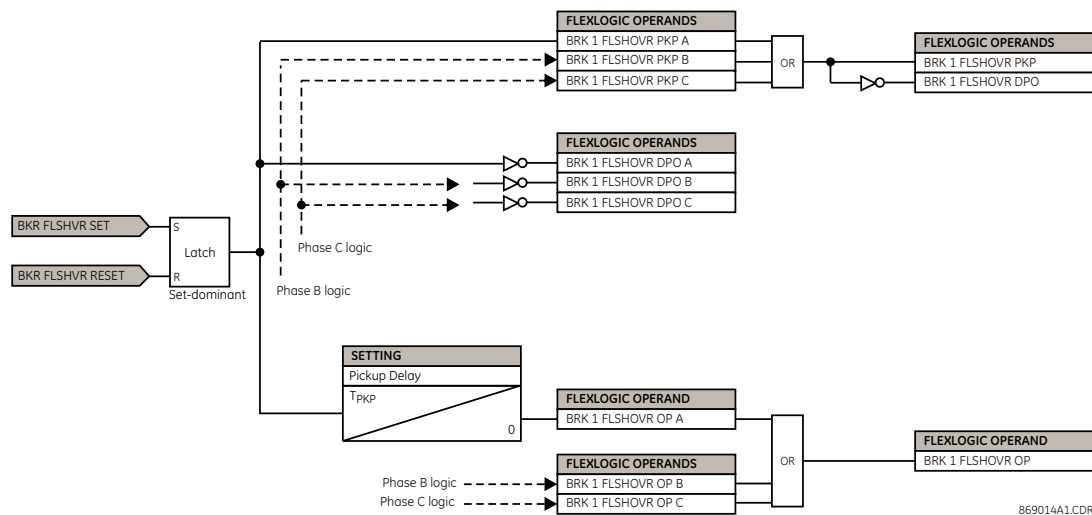 FLEXLOGIC OPERANDS
BRK 1 FLSHOVR PKP A
BRK 1 FLSHOVR PKP B
BRK 1 FLSHOVR PKP C
OR
FLEXLOGIC OPERANDS
BRK 1 FLSHOVR PKP
BRK 1 FLSHOVR DPO
FLEXLOGIC OPERANDS
BRK 1 FLSHOVR DPO A
BRK 1 FLSHOVR DPO B
BRK 1 FLSHOVR DPO C
BKR FLSHVR SET
S
Latch
BKR FLSHVR RESET
R
Set-dominant
Phase C logic
Phase B logic
SETTING
Pickup Delay
TPKP
0
FLEXLOGIC OPERAND
BRK 1 FLSHOVR OP A
OR
FLEXLOGIC OPERAND
BRK 1 FLSHOVR OP
FLEXLOGIC OPERANDS
Phase B logic
BRK 1 FLSHOVR OP B
Phase C logic
BRK 1 FLSHOVR OP C
869014A1.CDR